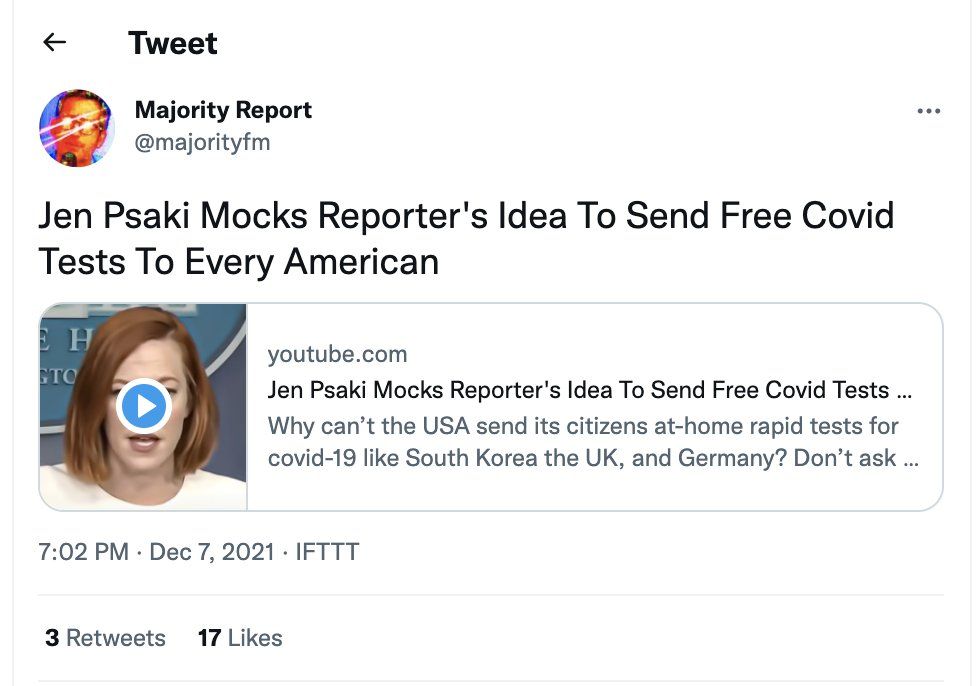 Tweet
Majority Report
@majorityfm
Jen Psaki Mocks Reporter's Idea To Send Free Covid
Tests To Every American
E H
GTO
youtube.com
Jen Psaki Mocks Reporter's Idea To Send Free Covid Tests ...
Why can’t the USA send its citizens at-home rapid tests for
covid-19 like South Korea the UK, and Germany? Don’t ask ...
7:02 PM · Dec 7, 2021 · IFTTT
3 Retweets 17 Likes